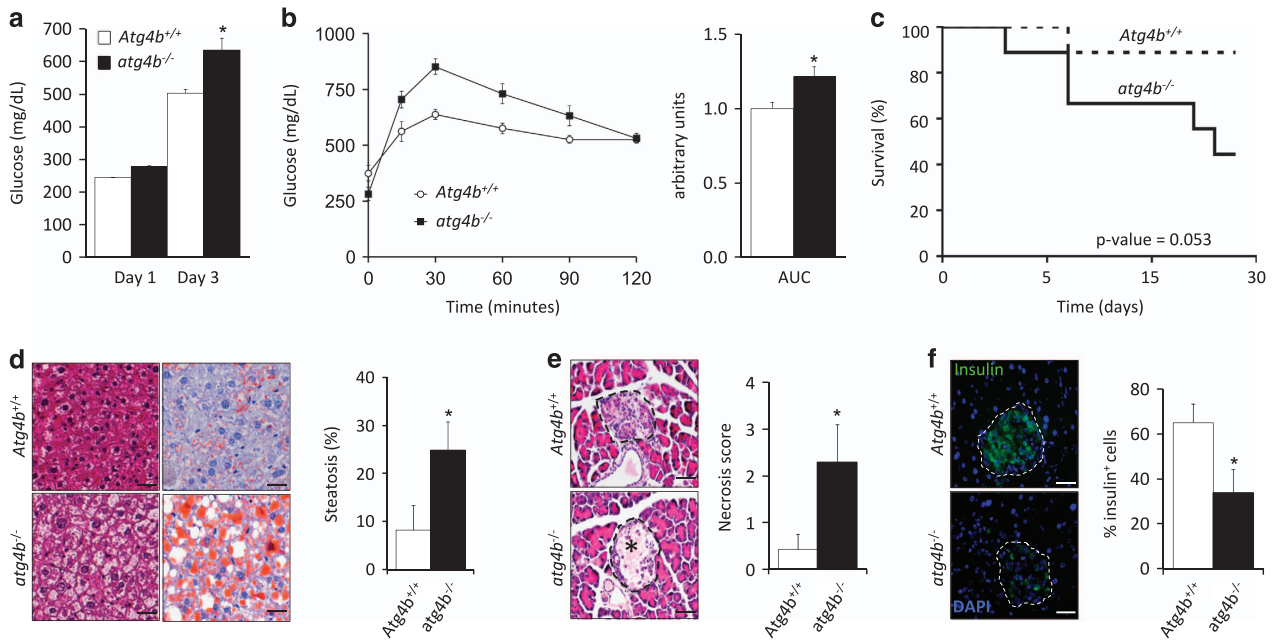 a
Glucose (mg/dL)
700
600
500
400
300
200
100
0
Atg4b+/+
atg4b-/-
*
Day 1 Day 3
b
Glucose (mg/dL)
1000
750
500
250
0
Atg4b+/+
atg4b-/-
0 30 60 90 120
Time (minutes)
arbitrary units
1.5
1.0
0.5
0.0
*
AUC
c
Survival (%)
100
80
60
40
20
0
Atg4b+/+
atg4b-/-
p-value = 0.053
0 5 15 30
Time (days)
d
Atg4b+/+
atg4b-/-
Steatosis (%)
40
30
20
10
0
*
Atg4b+/+
atg4b-/-
e
Atg4b+/+
atg4b-/-
*
Necrosis score
4
3
2
1
0
*
Atg4b+/+
atg4b-/-
f
Atg4b+/+
atg4b-/-
Insulin
DAPI
% insulin+ cells
80
60
40
20
0
*
Atg4b+/+
atg4b-/-